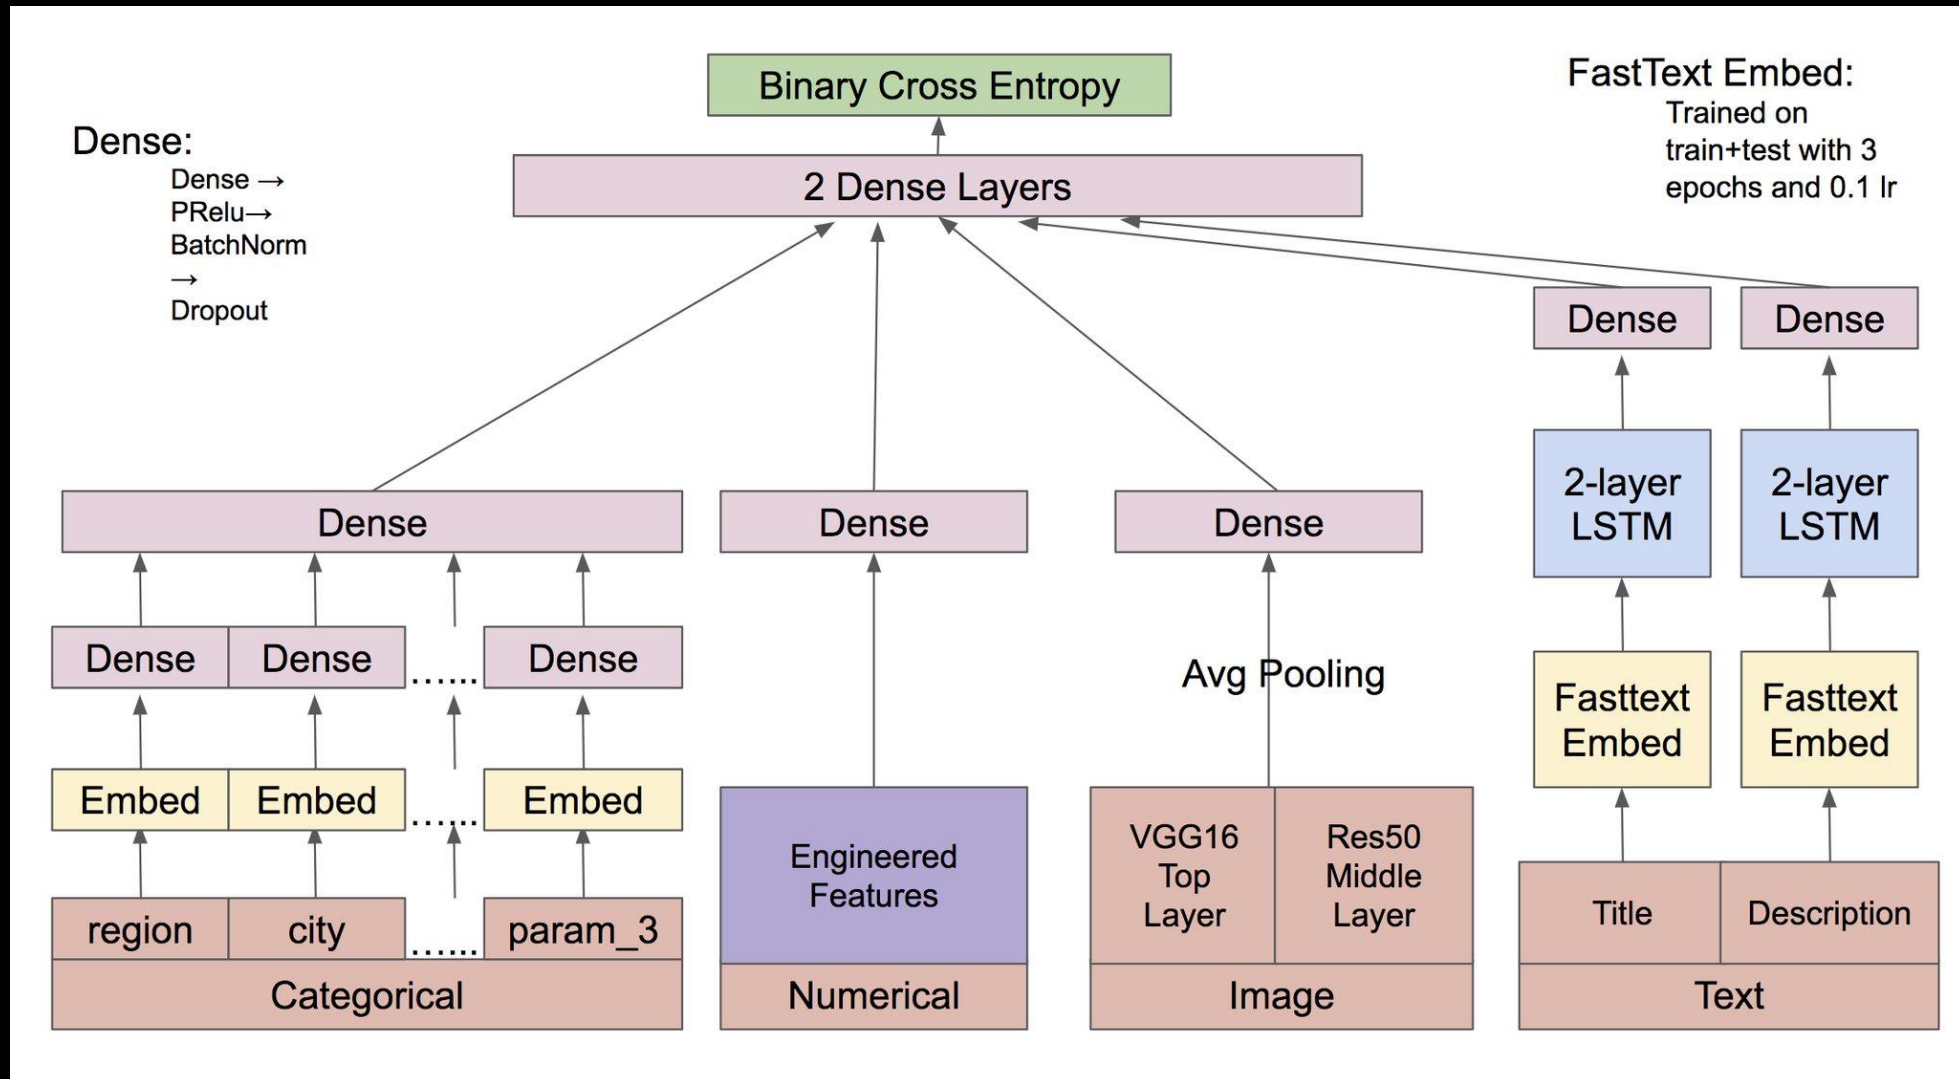 Binary Cross Entropy
FastText Embed:
Trained on
train+test with 3
epochs and 0.1 lr
Dense:
Dense →
PRelu→
BatchNorm
→
Dropout
2 Dense Layers
Dense
Dense
2-layer
LSTM
2-layer
LSTM
Dense
Dense
Dense
Dense
Dense
......
Dense
Avg Pooling
Fasttext
Embed
Fasttext
Embed
Embed
Embed
......
Embed
Engineered
Features
VGG16
Top
Layer
Res50
Middle
Layer
Title
Description
region
city
......
param_3
Categorical
Numerical
Image
Text